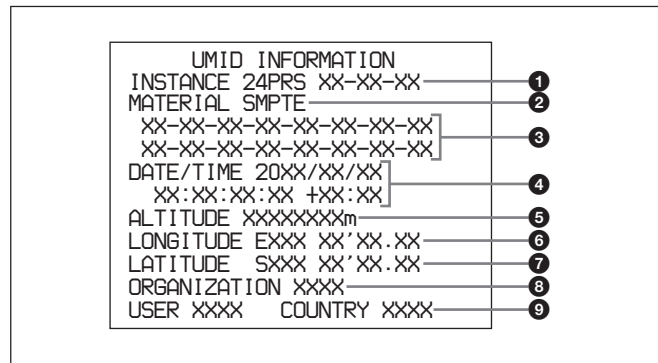 UMID INFORMATION
INSTANCE 24PRS XX-XX-XX 1
MATERIAL SMPTE 2
XX-XX-XX-XX-XX-XX-XX-XX
XX-XX-XX-XX-XX-XX-XX-XX 3
DATE/TIME 20XX/XX/XX
XX:XX:XX:XX +XX:XX 4
ALTITUDE XXXXXXXXm 5
LONGITUDE EXXX XX'XX.XX 6
LATITUDE SXXX XX'XX.XX 7
ORGANIZATION XXXX 8
USER XXXX COUNTRY XXXX 9